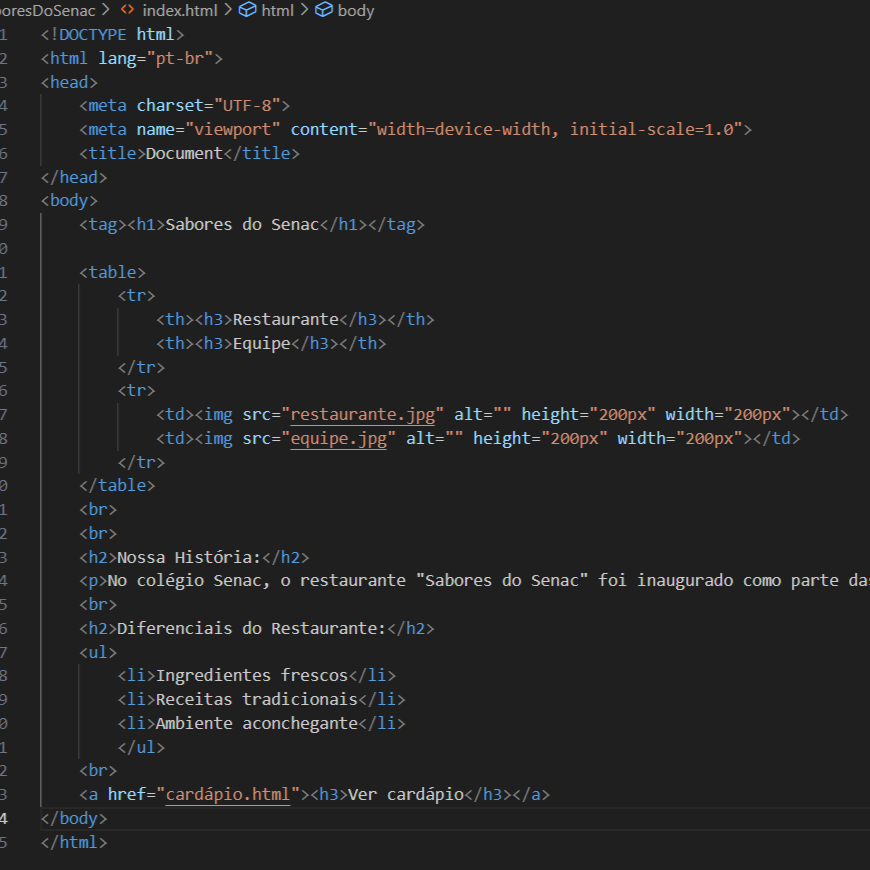 oresDoSenac > <> index.html > html > body
1 <!DOCTYPE html>
2 <html lang="pt-br">
3 <head>
4     <meta charset="UTF-8">
5     <meta name="viewport" content="width=device-width, initial-scale=1.0">
6     <title>Document</title>
7 </head>
8 <body>
9     <tag><h1>Sabores do Senac</h1></tag>
0
1     <table>
2         <tr>
3             <th><h3>Restaurante</h3></th>
4             <th><h3>Equipe</h3></th>
5         </tr>
6         <tr>
7             <td><img src="restaurante.jpg" alt="" height="200px" width="200px"></td>
8             <td><img src="equipe.jpg" alt="" height="200px" width="200px"></td>
9         </tr>
0     </table>
1     <br>
2     <br>
3     <h2>Nossa História:</h2>
4     <p>No colégio Senac, o restaurante "Sabores do Senac" foi inaugurado como parte das
5     <br>
6     <h2>Diferenciais do Restaurante:</h2>
7     <ul>
8         <li>Ingredientes frescos</li>
9         <li>Receitas tradicionais</li>
0         <li>Ambiente aconchegante</li>
1         </ul>
2     <br>
3     <a href="cardápio.html"><h3>Ver cardápio</h3></a>
4 </body>
5 </html>